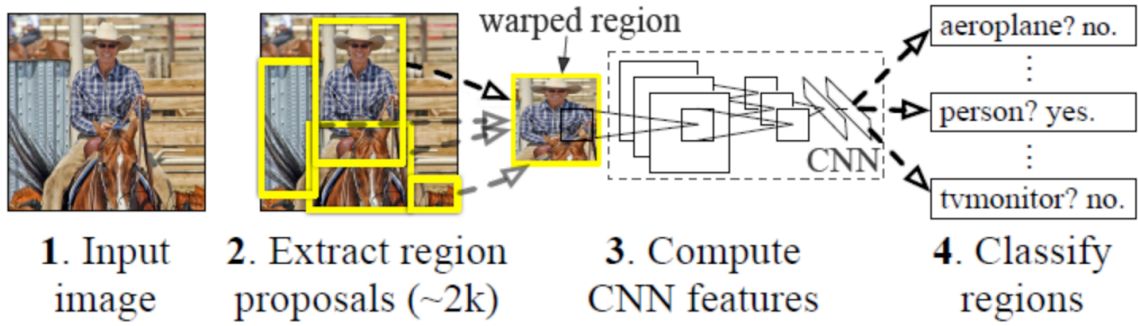 warped region
aeroplane? no.
⋮
person? yes.
⋮
tvmonitor? no.
CNN
1. Input
image
2. Extract region
proposals (~2k)
3. Compute
CNN features
4. Classify
regions